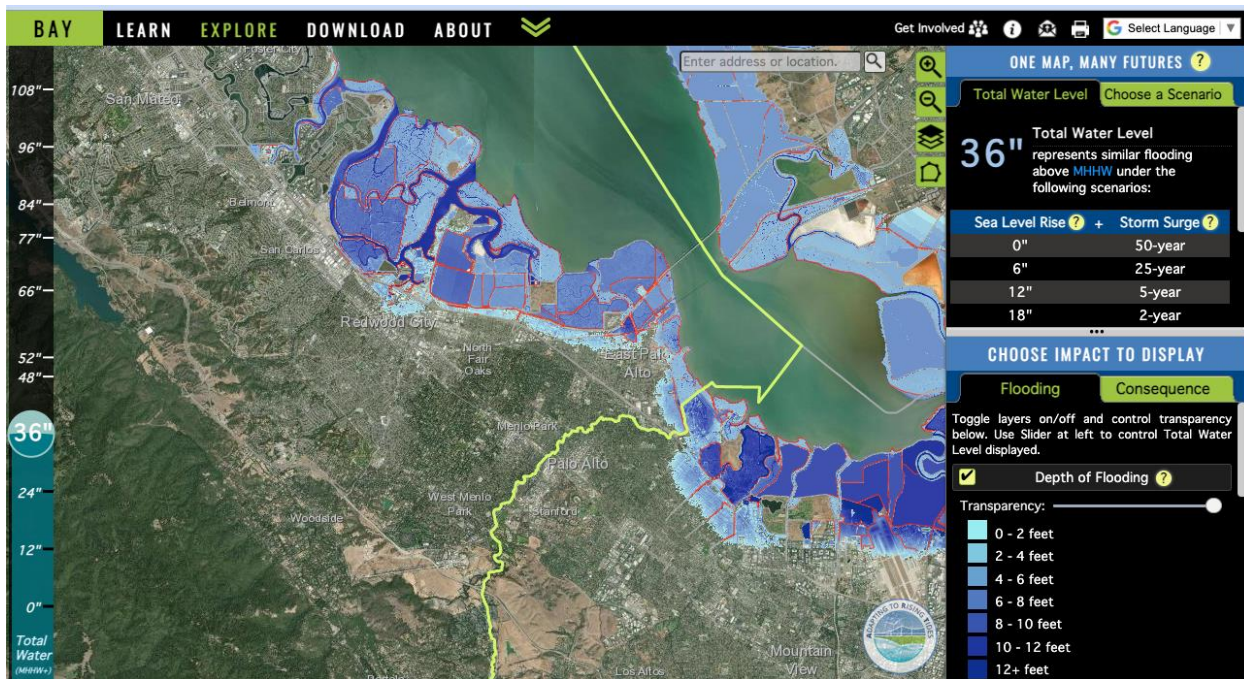 BAY
LEARN
EXPLORE
DOWNLOAD
ABOUT
Get Involved
Select Language
Enter address or location.
108"
96"
84"
77"
66"
52"
48"
36"
24"
12"
0"
Total
Water
(MHHW+)
Foster City
San Mateo
Belmont
San Carlos
Redwood City
North
Fair
Oaks
East Palo
Alto
Menlo Park
Palo Alto
West Menlo
Park
Stanford
Woodside
Mountain
View
Los Altos
ADAPTING TO RISING TIDES
ONE MAP, MANY FUTURES ?
Total Water Level
Choose a Scenario
36"
Total Water Level
represents similar flooding
above MHHW under the
following scenarios:
Sea Level Rise ? + Storm Surge ?
0" 50-year
6" 25-year
12" 5-year
18" 2-year
CHOOSE IMPACT TO DISPLAY
Flooding
Consequence
Toggle layers on/off and control transparency
below. Use Slider at left to control Total Water
Level displayed.
Depth of Flooding ?
Transparency:
0 - 2 feet
2 - 4 feet
4 - 6 feet
6 - 8 feet
8 - 10 feet
10 - 12 feet
12+ feet